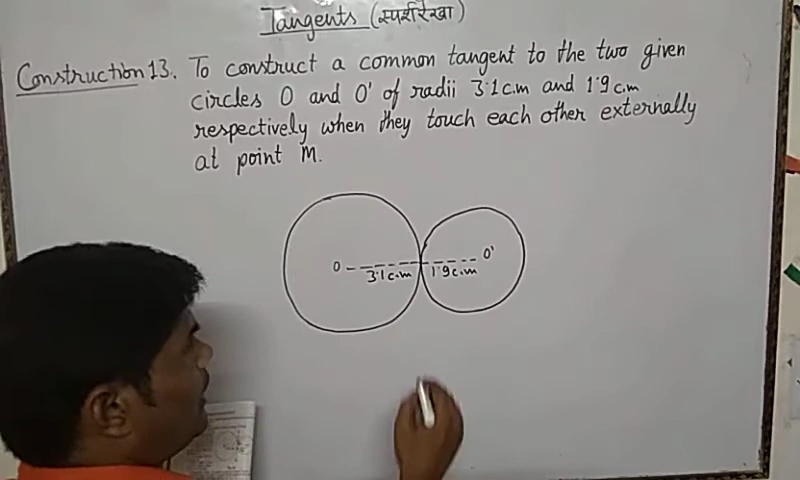 Tangents (स्पर्शरेखा)
Construction 13. To construct a common tangent to the two given
circles O and O' of radii 3.1 c.m and 1.9 c.m
respectively when they touch each other externally
at point M.
O O'
3.1 c.m 1.9 c.m